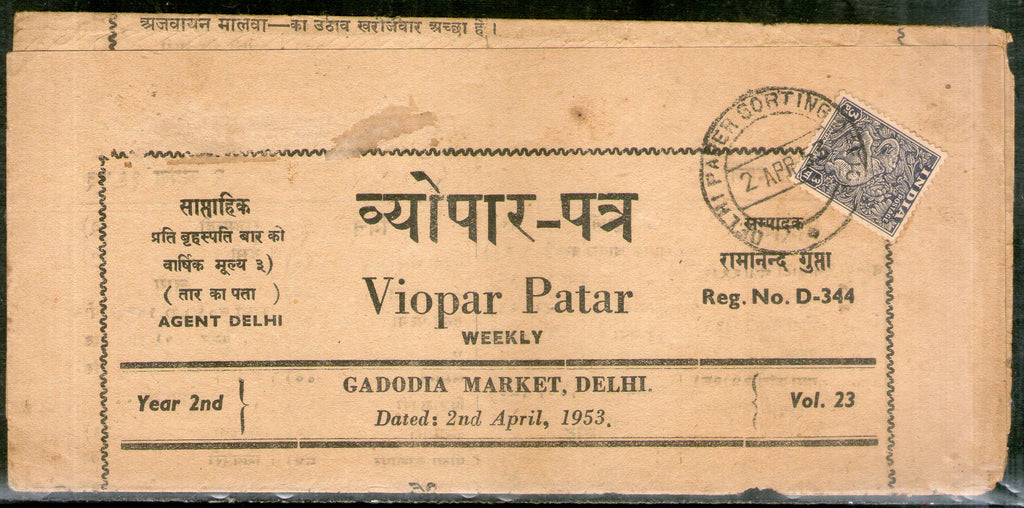 अजवायन मालवा—का उठाव खरीजवार अच्छा है।
DELHI PAPER SORTING
2 APR
INDIA
साप्ताहिक
प्रति बृहस्पति बार को
वार्षिक मूल्य ३)
( तार का पता )
AGENT DELHI
व्योपार-पत्र
Viopar Patar
WEEKLY
सम्पादक
रामानन्द गुप्ता
Reg. No. D-344
Year 2nd
GADODIA MARKET, DELHI.
Dated: 2nd April, 1953.
Vol. 23